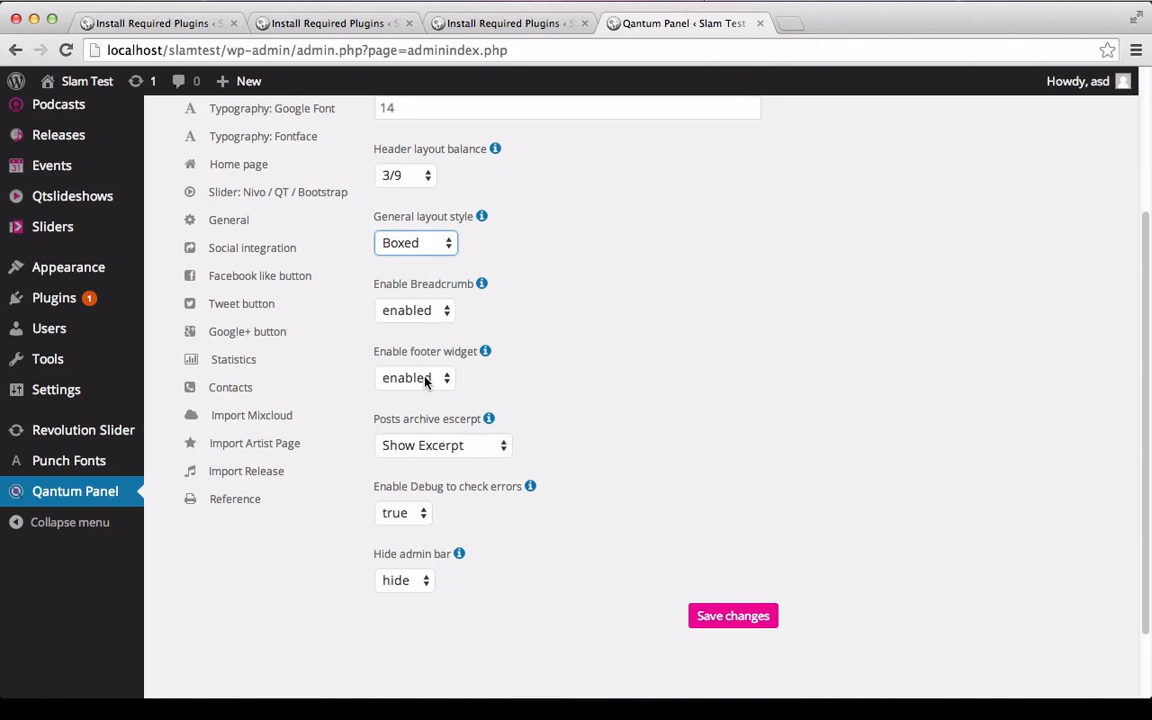 Install Required Plugins ‹ S
Install Required Plugins ‹ S
Install Required Plugins ‹ S
Qantum Panel ‹ Slam Test
localhost/slamtest/wp-admin/admin.php?page=adminindex.php
Slam Test 1 0 New
Howdy, asd
Podcasts
Releases
Events
Qtslideshows
Sliders
Appearance
Plugins 1
Users
Tools
Settings
Revolution Slider
Punch Fonts
Qantum Panel
Collapse menu
Typography: Google Font
Typography: Fontface
Home page
Slider: Nivo / QT / Bootstrap
General
Social integration
Facebook like button
Tweet button
Google+ button
Statistics
Contacts
Import Mixcloud
Import Artist Page
Import Release
Reference
14
Header layout balance
3/9
General layout style
Boxed
Enable Breadcrumb
enabled
Enable footer widget
enabled
Posts archive escerpt
Show Excerpt
Enable Debug to check errors
true
Hide admin bar
hide
Save changes